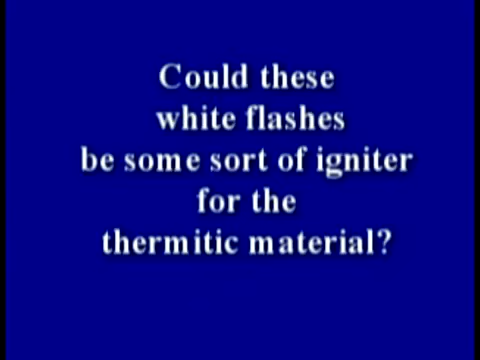 Could these
white flashes
be some sort of igniter
for the
thermitic material?